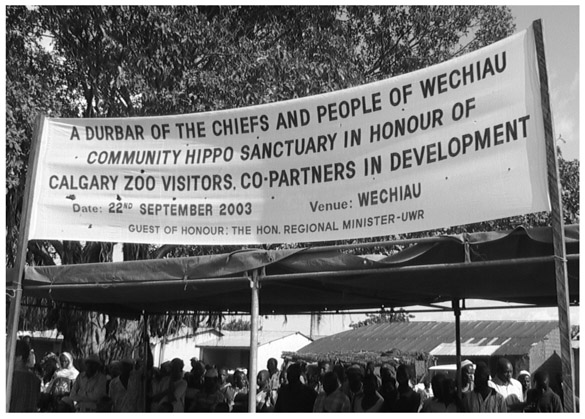 A DURBAR OF THE CHIEFS AND PEOPLE OF WECHIAU
COMMUNITY HIPPO SANCTUARY IN HONOUR OF
CALGARY ZOO VISITORS, CO-PARTNERS IN DEVELOPMENT
Date: 22ND SEPTEMBER 2003 Venue: WECHIAU
GUEST OF HONOUR: THE HON. REGIONAL MINISTER-UWR